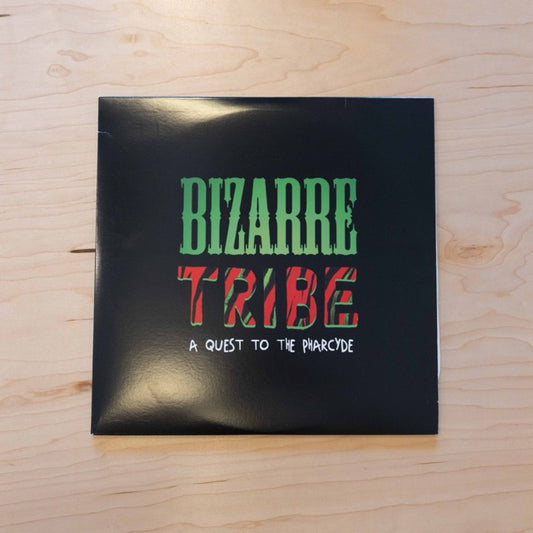 BIZARRE
TRIBE
A QUEST TO THE PHARCYDE